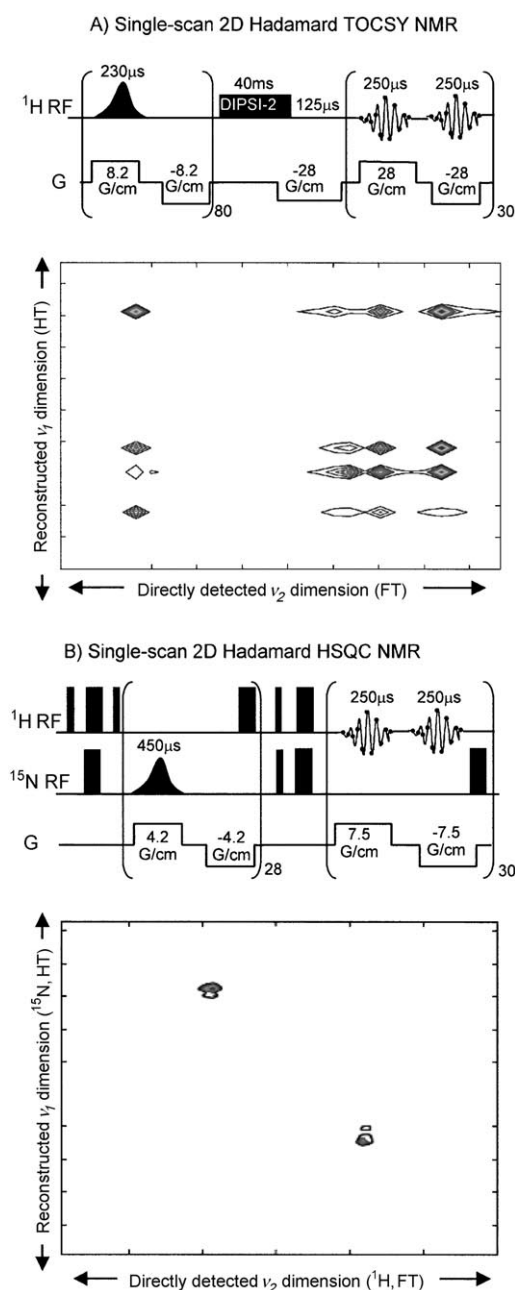 A) Single-scan 2D Hadamard TOCSY NMR
230µs
40ms
250µs 250µs
¹H RF
DIPSI-2
125µs
G
8.2 G/cm
-8.2 G/cm
-28 G/cm
28 G/cm
-28 G/cm
80
30
Reconstructed ν₁ dimension (HT)
Directly detected ν₂ dimension (FT)
B) Single-scan 2D Hadamard HSQC NMR
¹H RF
250µs 250µs
450µs
¹⁵N RF
G
4.2 G/cm
-4.2 G/cm
7.5 G/cm
-7.5 G/cm
28
30
Reconstructed ν₁ dimension (¹⁵N, HT)
Directly detected ν₂ dimension (¹H, FT)